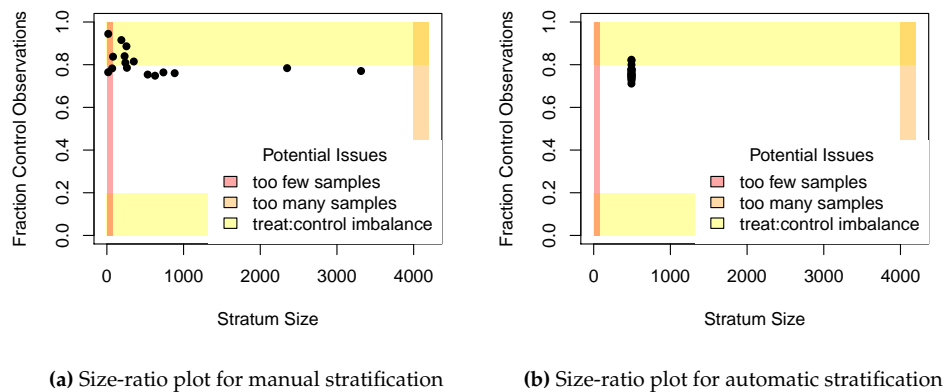 Fraction Control Observations
1.0
0.8
0.6
0.4
0.2
0.0
Potential Issues
too few samples
too many samples
treat:control imbalance
0 1000 2000 3000 4000
Stratum Size
(a) Size-ratio plot for manual stratification
Fraction Control Observations
1.0
0.8
0.6
0.4
0.2
0.0
Potential Issues
too few samples
too many samples
treat:control imbalance
0 1000 2000 3000 4000
Stratum Size
(b) Size-ratio plot for automatic stratification